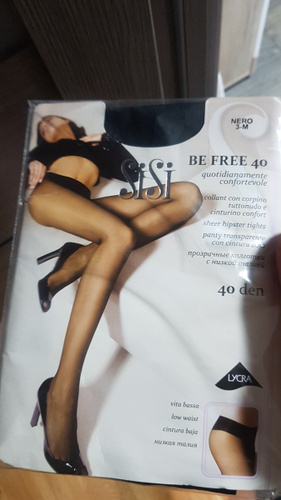 NERO
3-M
SiSi
BE FREE 40
quotidianamente
confortevole
collant con corpino
tuttonudo e
cinturino confort
sheer hipster tights
panty transparente
con cintura
прозрачные колготки
с низкой талией
40 den
LYCRA
vita bassa
low waist
cintura baja
низкая талия